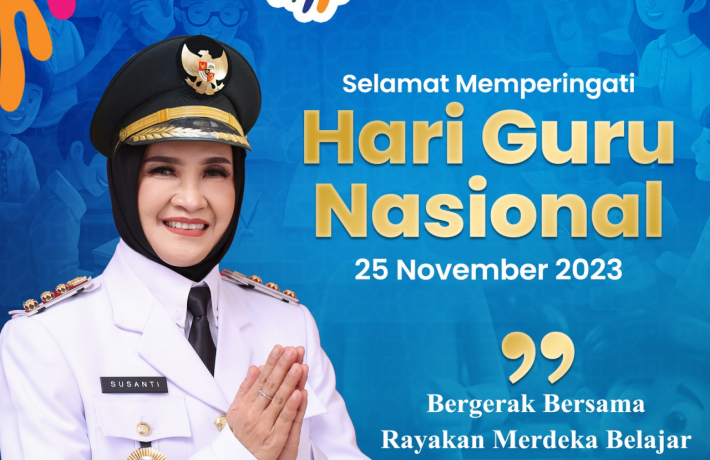 Selamat Memperingati
Hari Guru
Nasional
25 November 2023
Bergerak Bersama
Rayakan Merdeka Belajar
SUSANTI